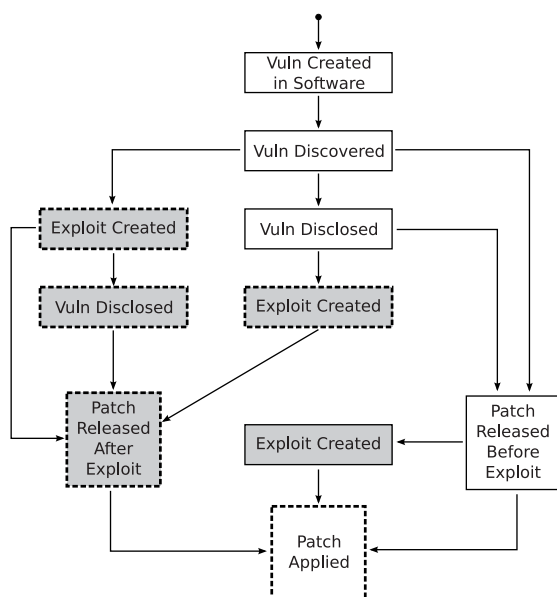 Vuln Created
in Software
Vuln Discovered
Exploit Created
Vuln Disclosed
Vuln Disclosed
Exploit Created
Patch
Released
After
Exploit
Exploit Created
Patch
Released
Before
Exploit
Patch
Applied